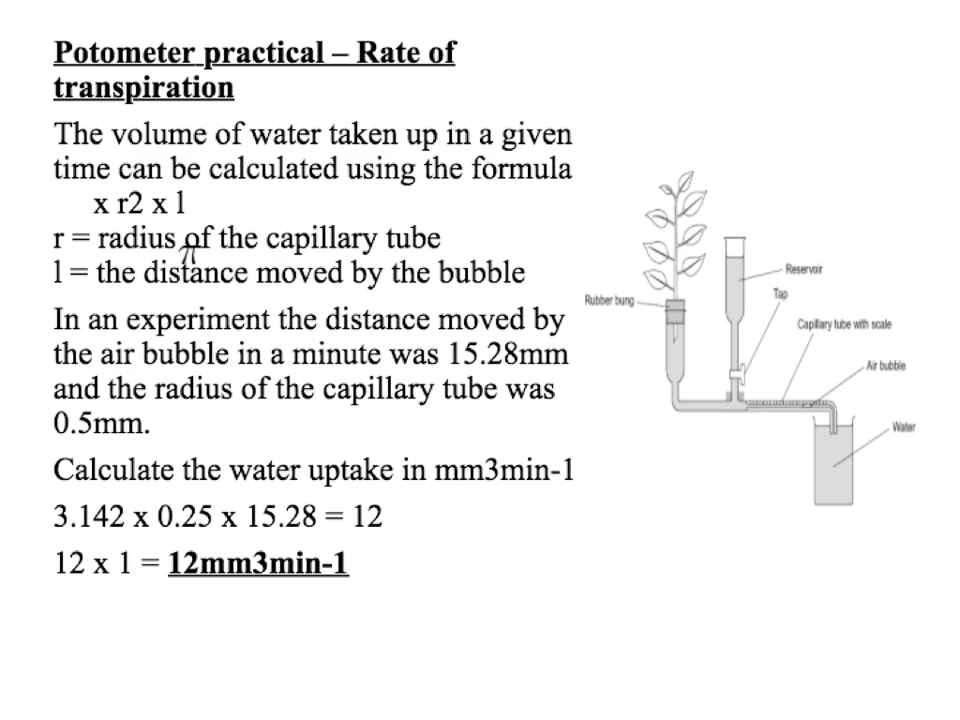 Potometer practical – Rate of
transpiration
The volume of water taken up in a given
time can be calculated using the formula
x r2 x l
r = radius of the capillary tube
π
l = the distance moved by the bubble
In an experiment the distance moved by
the air bubble in a minute was 15.28mm
and the radius of the capillary tube was
0.5mm.
Calculate the water uptake in mm3min-1
3.142 x 0.25 x 15.28 = 12
12 x 1 = 12mm3min-1
Reservoir
Tap
Rubber bung
Capillary tube with scale
Air bubble
Water